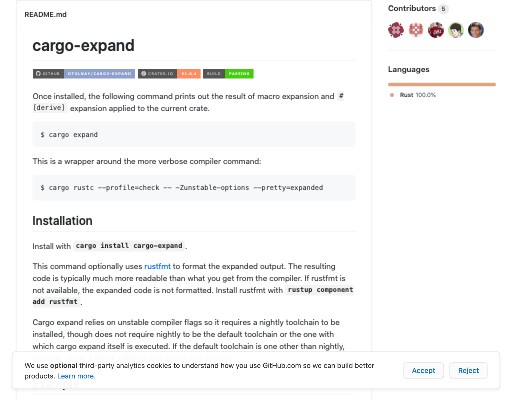 README.md
cargo-expand
GITHUB DTOLNAY/CARGO-EXPAND CRATES.IO BUILD PASSING
Once installed, the following command prints out the result of macro expansion and #
[derive] expansion applied to the current crate.
$ cargo expand
This is a wrapper around the more verbose compiler command:
$ cargo rustc --profile=check -- -Zunstable-options --pretty=expanded
Installation
Install with cargo install cargo-expand .
This command optionally uses rustfmt to format the expanded output. The resulting
code is typically much more readable than what you get from the compiler. If rustfmt is
not available, the expanded code is not formatted. Install rustfmt with rustup component
add rustfmt .
Cargo expand relies on unstable compiler flags so it requires a nightly toolchain to be
installed, though does not require nightly to be the default toolchain or the one with
which cargo expand itself is executed. If the default toolchain is one other than nightly,
Contributors 5
Languages
Rust 100.0%
We use optional third-party analytics cookies to understand how you use GitHub.com so we can build better
products. Learn more.
Accept
Reject